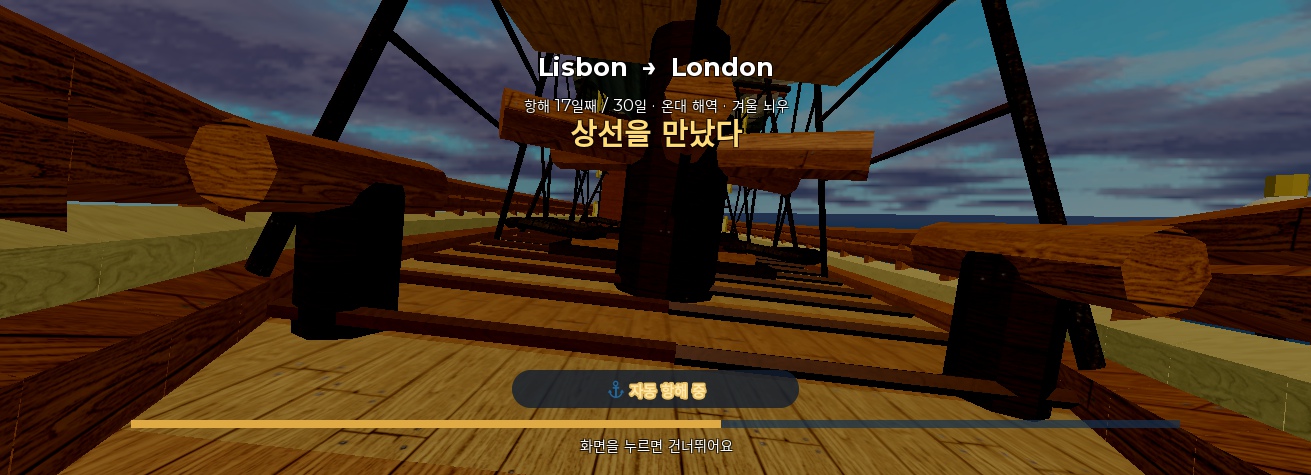 Lisbon → London
항해 17일째 / 30일 · 온대 해역 · 겨울 뇌우
상선을 만났다
⚓ 자동 항해 중
화면을 누르면 건너뛰어요